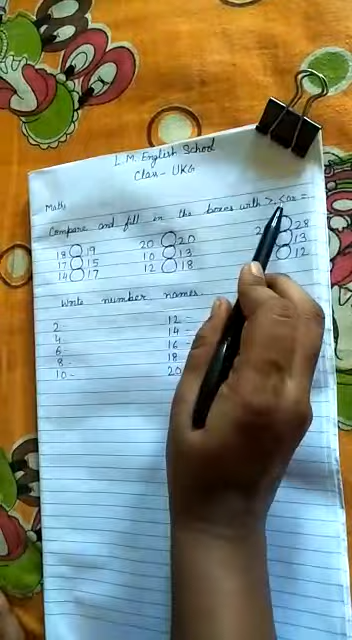 L.M. English School
Class- UKG
Maths
Compare and fill in the boxes with >, < or =
18 19 20 20 28
17 15 10 13 13
14 17 12 18 12
Write number names.
2- 12 -
4 14 -
6 16 -
8 - 18
10 - 20